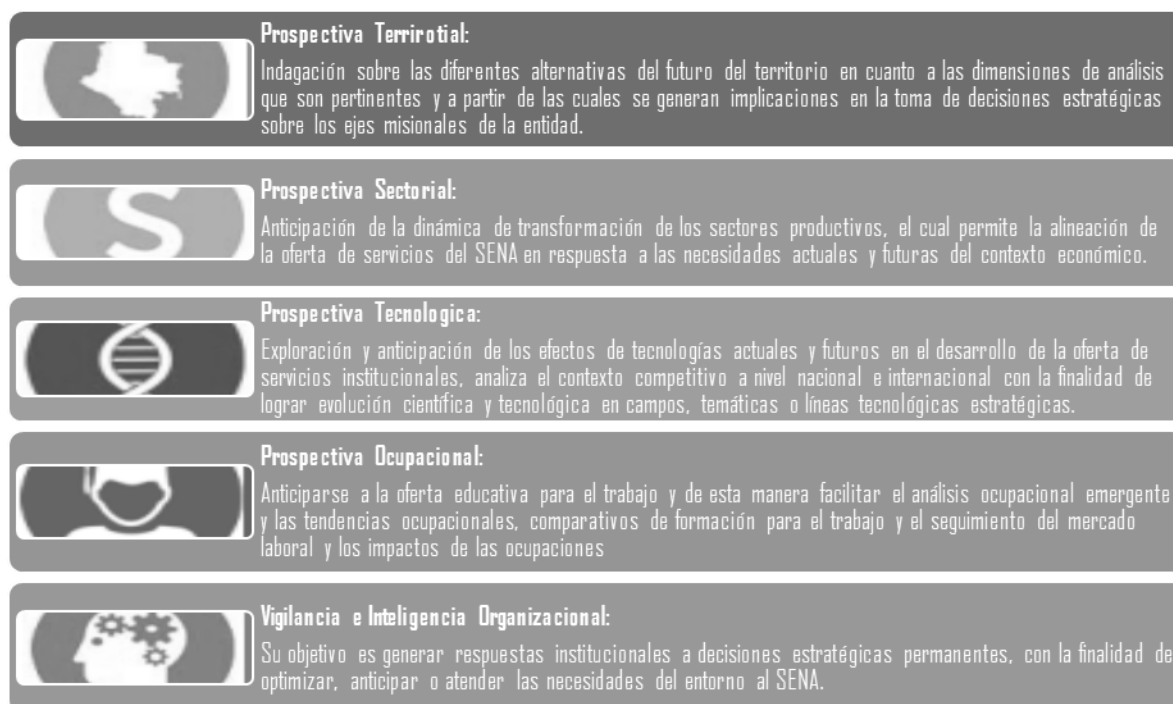 Prospectiva Terrirotial:
Indagación sobre las diferentes alternativas del futuro del territorio en cuanto a las dimensiones de análisis
que son pertinentes y a partir de las cuales se generan implicaciones en la toma de decisiones estratégicas
sobre los ejes misionales de la entidad.
S
Prospectiva Sectorial:
Anticipación de la dinámica de transformación de los sectores productivos, el cual permite la alineación de
la oferta de servicios del SENA en respuesta a las necesidades actuales y futuras del contexto económico.
Prospectiva Tecnologica:
Exploración y anticipación de los efectos de tecnologías actuales y futuros en el desarrollo de la oferta de
servicios institucionales, analiza el contexto competitivo a nivel nacional e internacional con la finalidad de
lograr evolución científica y tecnológica en campos, temáticas o líneas tecnológicas estratégicas.
Prospectiva Ocupacional:
Anticiparse a la oferta educativa para el trabajo y de esta manera facilitar el análisis ocupacional emergente
y las tendencias ocupacionales, comparativos de formación para el trabajo y el seguimiento del mercado
laboral y los impactos de las ocupaciones
Vigilancia e Inteligencia Organizacional:
Su objetivo es generar respuestas institucionales a decisiones estratégicas permanentes, con la finalidad de
optimizar, anticipar o atender las necesidades del entorno al SENA.